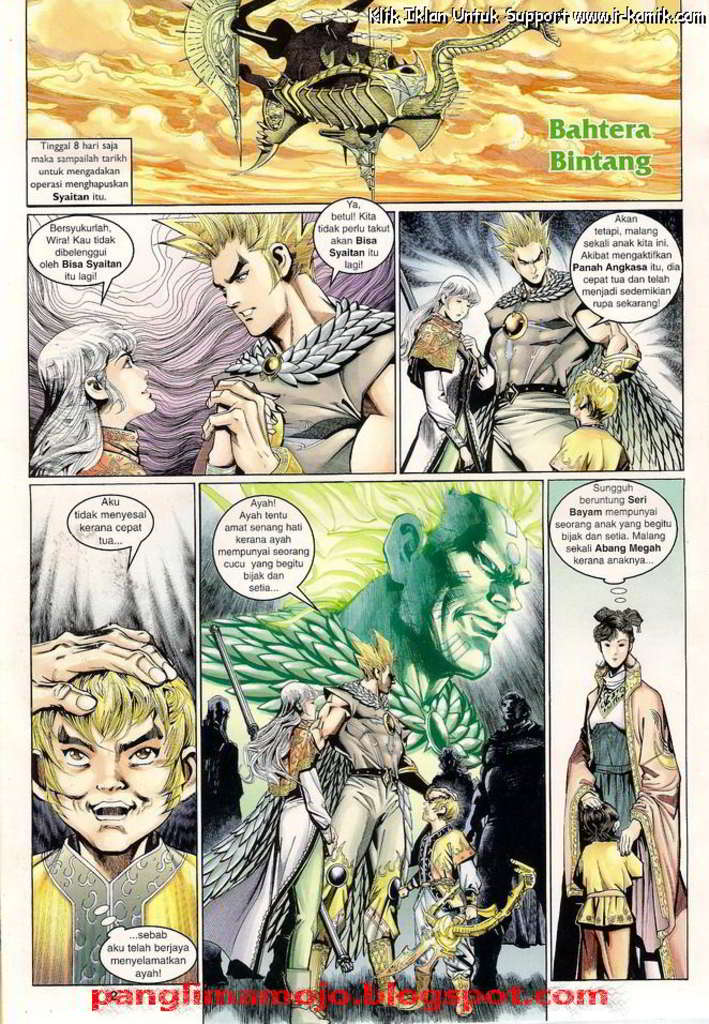 Klik Iklan Untuk Support www.ir-komik.com
Bahtera
Bintang
Tinggal 8 hari saja
maka sampailah tarikh
untuk mengadakan
operasi menghapuskan
Syaitan itu.
Bersyukurlah,
Wira! Kau tidak
dibelenggui
oleh Bisa Syaitan
itu lagi!
Ya,
betul! Kita
tidak perlu takut
akan Bisa
Syaitan itu
lagi!
Akan
tetapi, malang
sekali anak kita ini.
Akibat mengaktifkan
Panah Angkasa itu, dia
cepat tua dan telah
menjadi sedemikian
rupa sekarang!
Aku
tidak menyesal
kerana cepat
tua...
...sebab
aku telah berjaya
menyelamatkan
ayah!
Ayah!
Ayah tentu
amat senang hati
kerana ayah
mempunyai seorang
cucu yang begitu
bijak dan
setia...
Sungguh
beruntung Seri
Bayam mempunyai
seorang anak yang begitu
bijak dan setia. Malang
sekali Abang Megah
kerana anaknya...
panglimamojo.blogspot.com